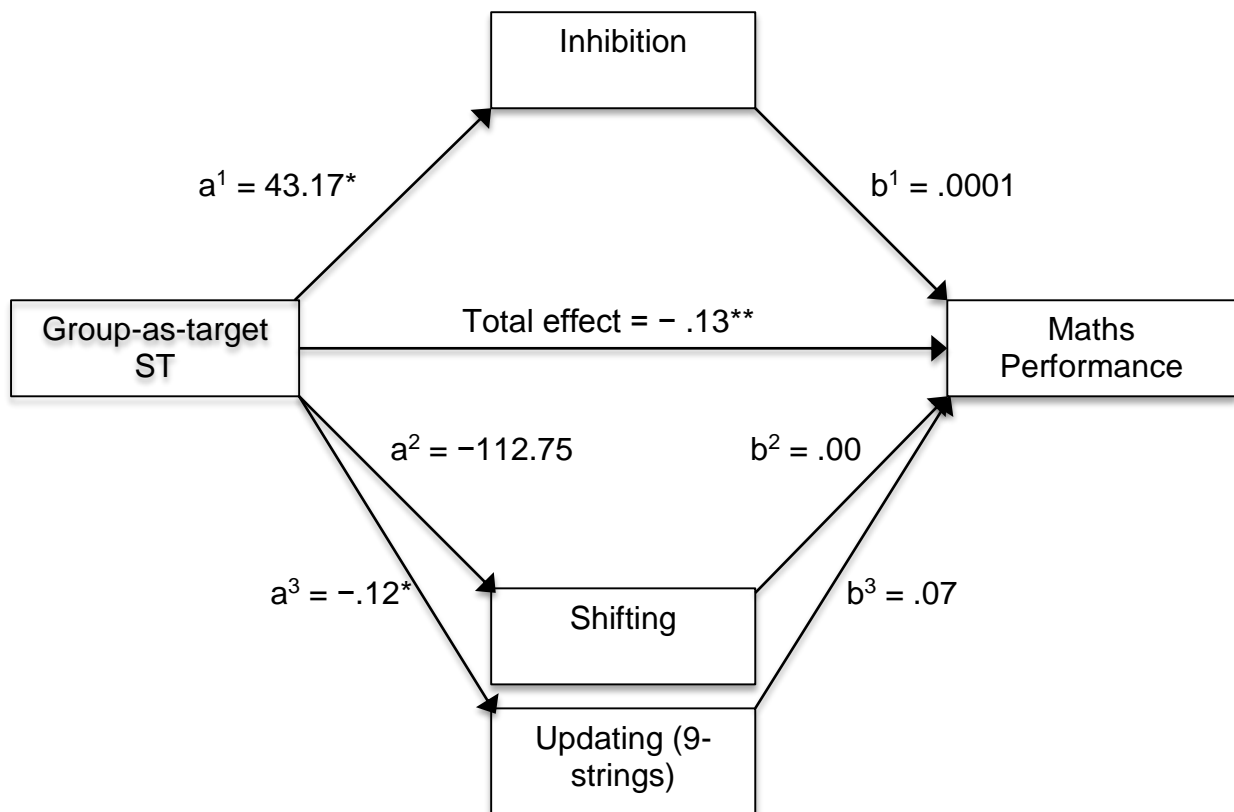 Inhibition
a¹ = 43.17*
b¹ = .0001
Group-as-target
ST
Total effect = − .13**
Maths
Performance
a² = −112.75
b² = .00
a³ = −.12*
b³ = .07
Shifting
Updating (9-
strings)